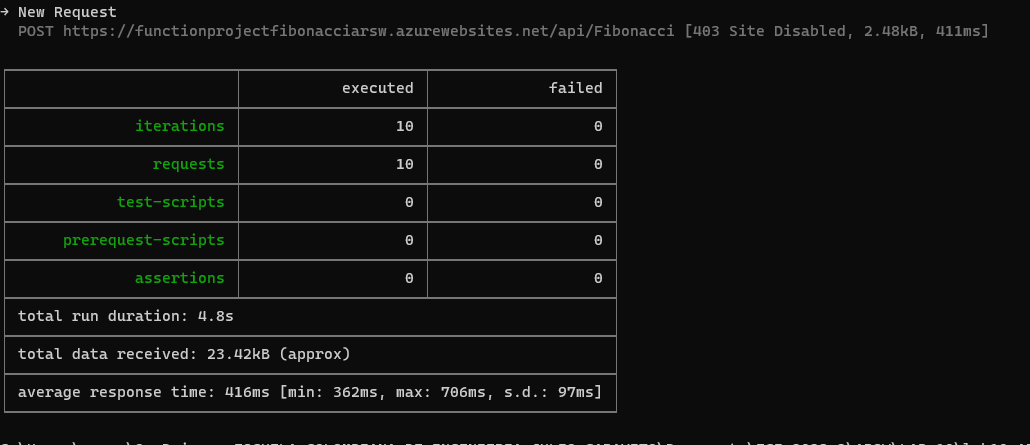 → New Request
POST https://functionprojectfibonacciarsw.azurewebsites.net/api/Fibonacci [403 Site Disabled, 2.48kB, 411ms]
executed failed
iterations 10 0
requests 10 0
test-scripts 0 0
prerequest-scripts 0 0
assertions 0 0
total run duration: 4.8s
total data received: 23.42kB (approx)
average response time: 416ms [min: 362ms, max: 706ms, s.d.: 97ms]